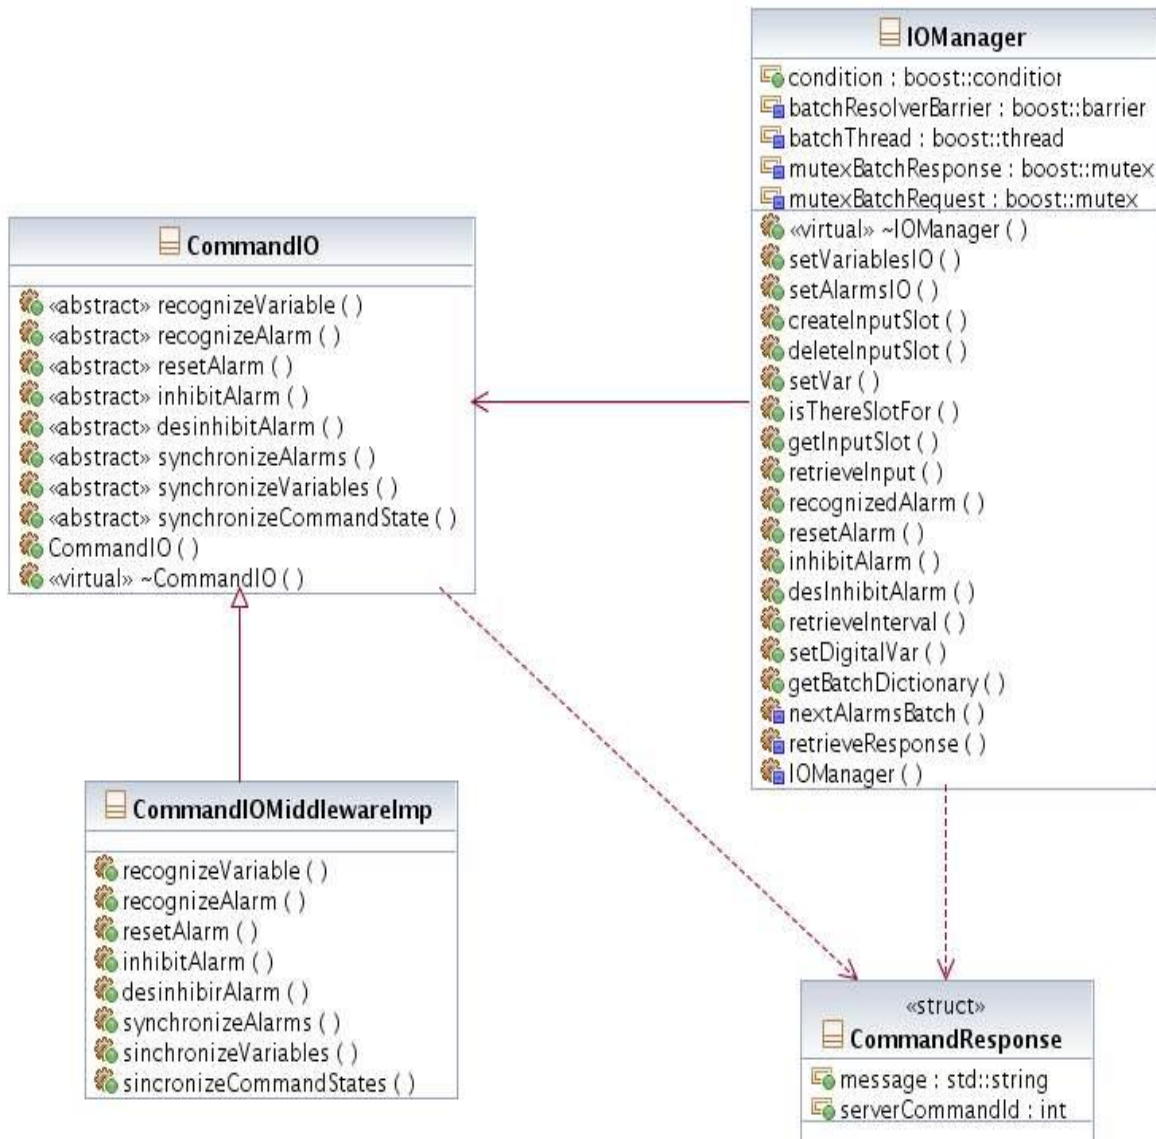 IOManager
condition : boost::condition
batchResolverBarrier : boost::barrier
batchThread : boost::thread
mutexBatchResponse : boost::mutex
mutexBatchRequest : boost::mutex
«virtual» ~IOManager ( )
setVariablesIO ( )
setAlarmsIO ( )
createInputSlot ( )
deleteInputSlot ( )
setVar ( )
isThereSlotFor ( )
getInputSlot ( )
retrieveInput ( )
recognizedAlarm ( )
resetAlarm ( )
inhibitAlarm ( )
desInhibitAlarm ( )
retrieveInterval ( )
setDigitalVar ( )
getBatchDictionary ( )
nextAlarmsBatch ( )
retrieveResponse ( )
IOManager ( )
CommandIO
«abstract» recognizeVariable ( )
«abstract» recognizeAlarm ( )
«abstract» resetAlarm ( )
«abstract» inhibitAlarm ( )
«abstract» desinhibitAlarm ( )
«abstract» synchronizeAlarms ( )
«abstract» synchronizeVariables ( )
«abstract» synchronizeCommandState ( )
CommandIO ( )
«virtual» ~CommandIO ( )
CommandIOMiddlewareImp
recognizeVariable ( )
recognizeAlarm ( )
resetAlarm ( )
inhibitAlarm ( )
desinhibirAlarm ( )
synchronizeAlarms ( )
sinchronizeVariables ( )
sincronizeCommandStates ( )
«struct»
CommandResponse
message : std::string
serverCommandId : int